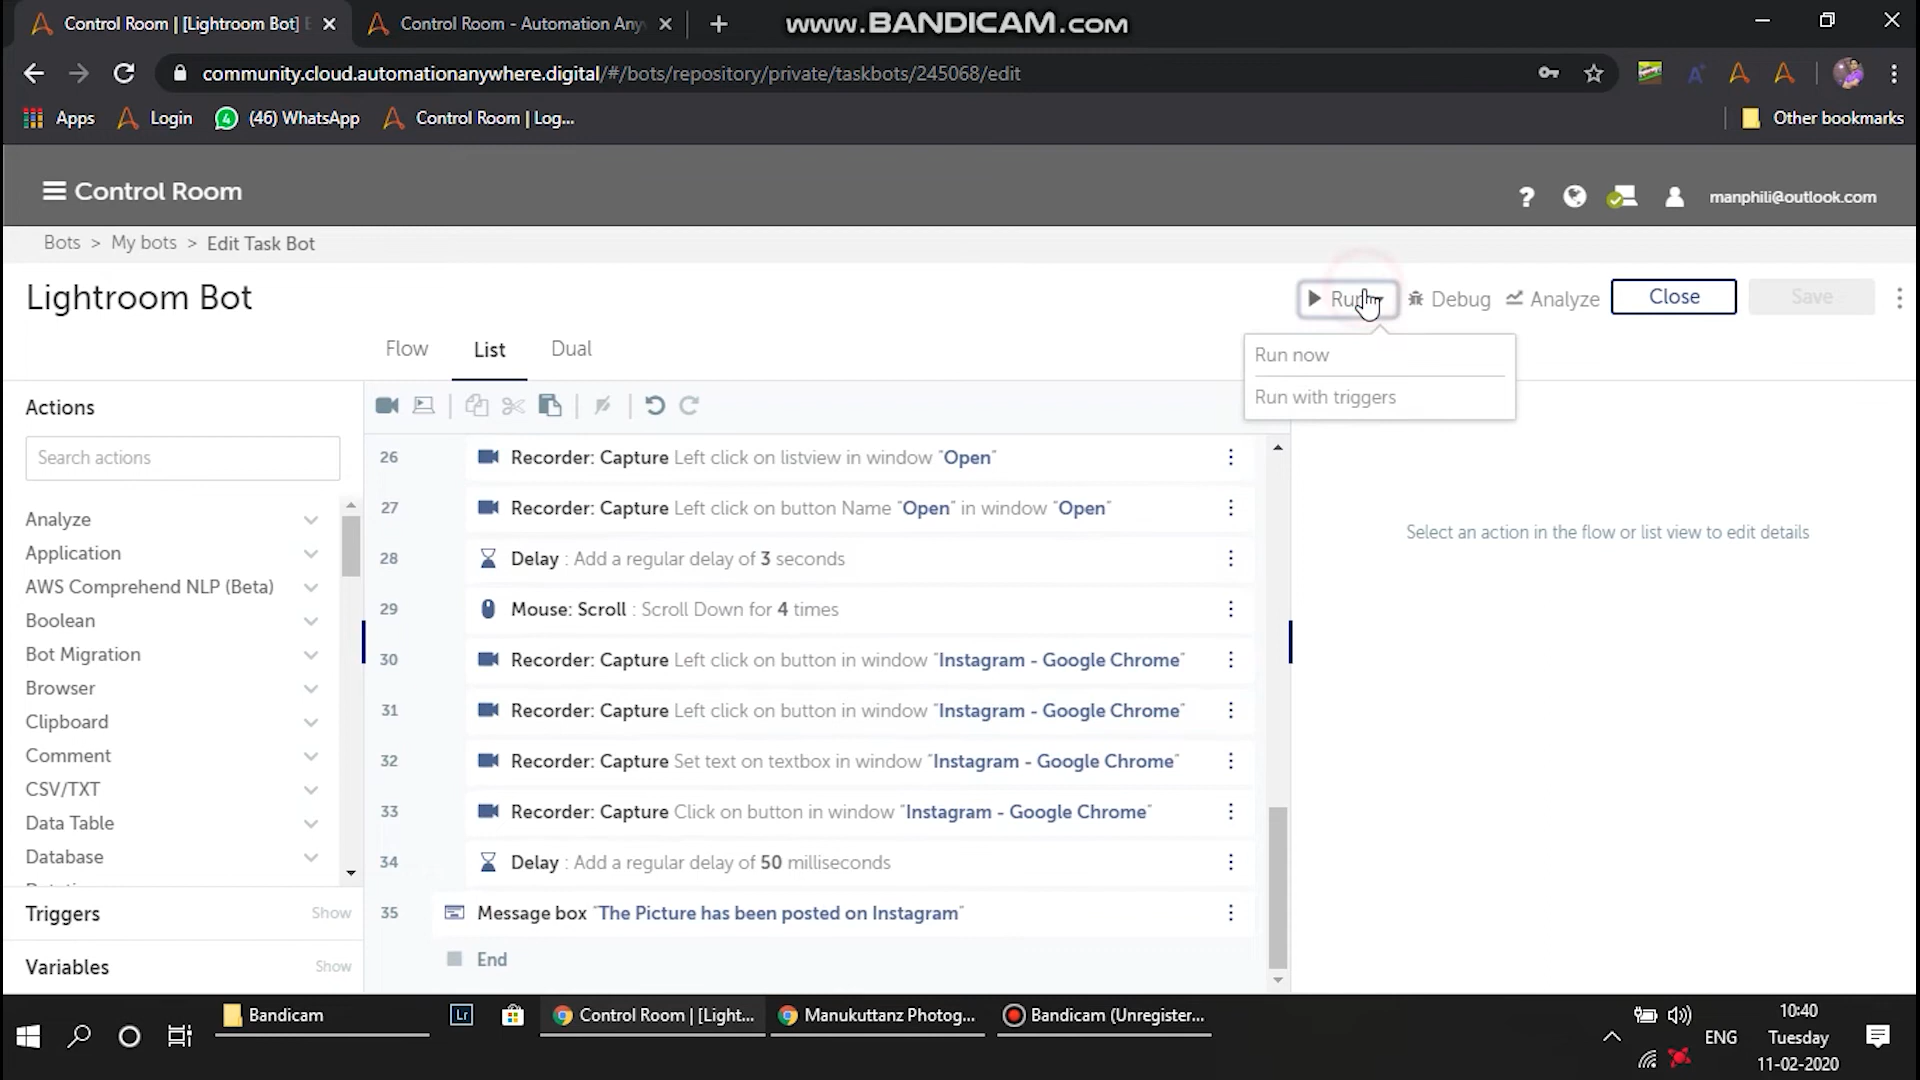 Control Room | [Lightroom Bot] E
Control Room - Automation Any
www.BANDICAM.com
community.cloud.automationanywhere.digital/#/bots/repository/private/taskbots/245068/edit
Apps
Login
(46) WhatsApp
Control Room | Log...
Other bookmarks
Control Room
manphili@outlook.com
Bots > My bots > Edit Task Bot
Lightroom Bot
Run
Debug
Analyze
Close
Save
Run now
Run with triggers
Flow
List
Dual
Actions
Search actions
Analyze
Application
AWS Comprehend NLP (Beta)
Boolean
Bot Migration
Browser
Clipboard
Comment
CSV/TXT
Data Table
Database
Triggers Show
Variables Show
26 Recorder: Capture Left click on listview in window "Open"
27 Recorder: Capture Left click on button Name "Open" in window "Open"
28 Delay : Add a regular delay of 3 seconds
29 Mouse: Scroll : Scroll Down for 4 times
30 Recorder: Capture Left click on button in window "Instagram - Google Chrome"
31 Recorder: Capture Left click on button in window "Instagram - Google Chrome"
32 Recorder: Capture Set text on textbox in window "Instagram - Google Chrome"
33 Recorder: Capture Click on button in window "Instagram - Google Chrome"
34 Delay : Add a regular delay of 50 milliseconds
35 Message box "The Picture has been posted on Instagram"
End
Select an action in the flow or list view to edit details
Bandicam
Lr
Control Room | [Light...
Manukuttanz Photog...
Bandicam (Unregister...
ENG
10:40
Tuesday
11-02-2020